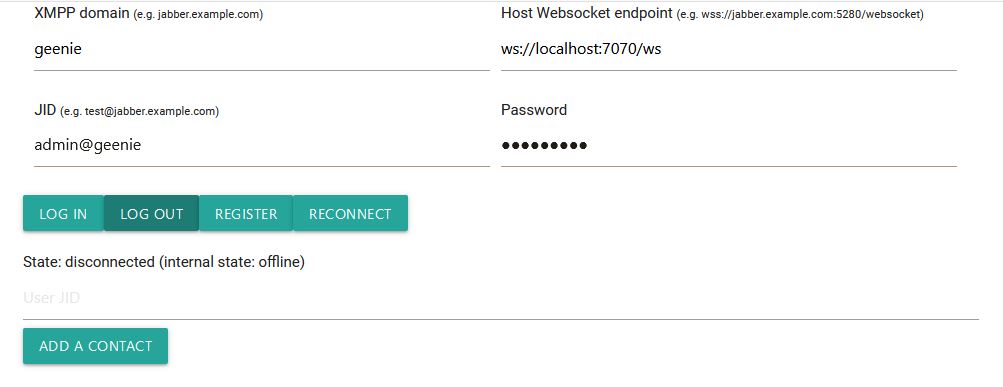 XMPP domain (e.g. jabber.example.com) Host Websocket endpoint (e.g. wss://jabber.example.com:5280/websocket)
geenie ws://localhost:7070/ws
JID (e.g. test@jabber.example.com) Password
admin@geenie ●●●●●●●●●
LOG IN LOG OUT REGISTER RECONNECT
State: disconnected (internal state: offline)
User JID
ADD A CONTACT